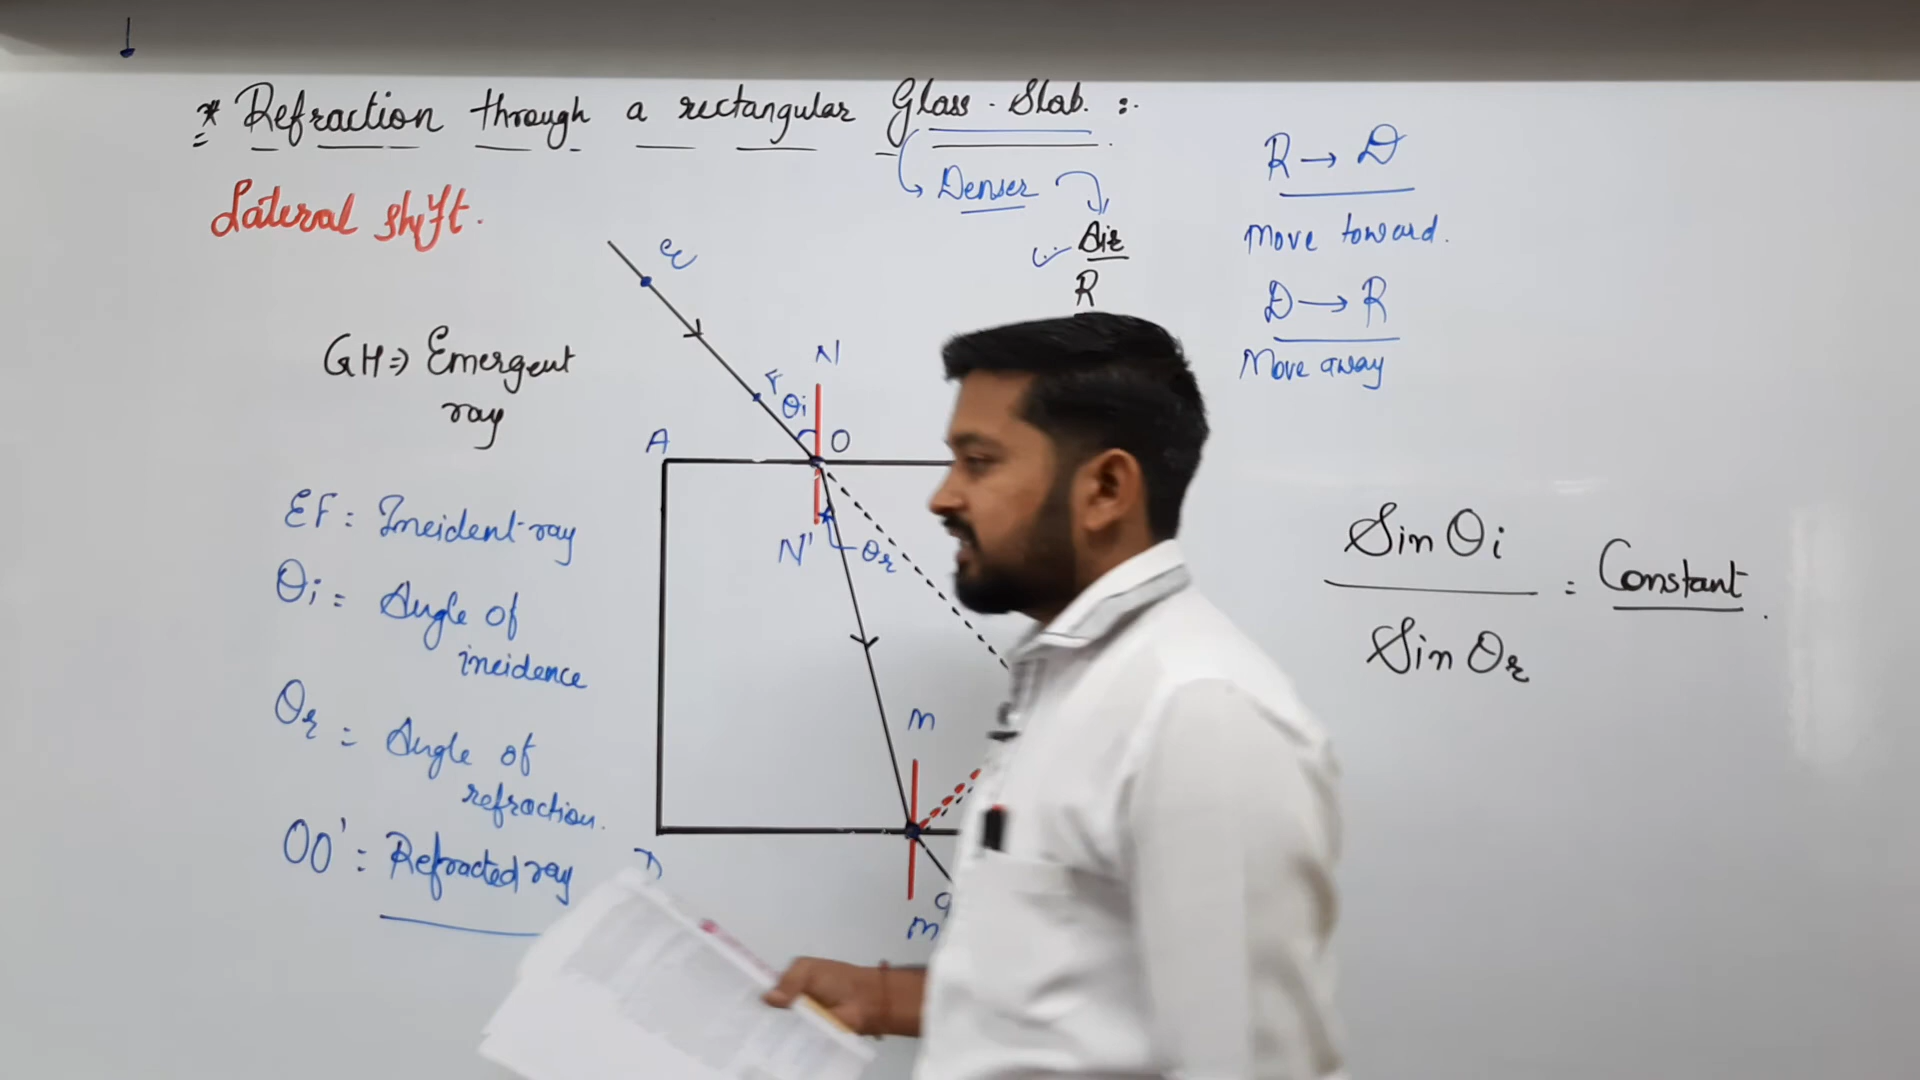 * Refraction through a rectangular Glass - Slab. :-
Lateral shift.
Denser
Air
R
R → D
Move toward.
D → R
Move away
GH => Emergent
ray
EF = Incident ray
θi = Angle of
incidence
θr = Angle of
refraction.
OO' = Refracted ray
E
F
θi
N
A
O
N'
θr
M
D
G
M
Sin θi
= Constant.
Sin θr